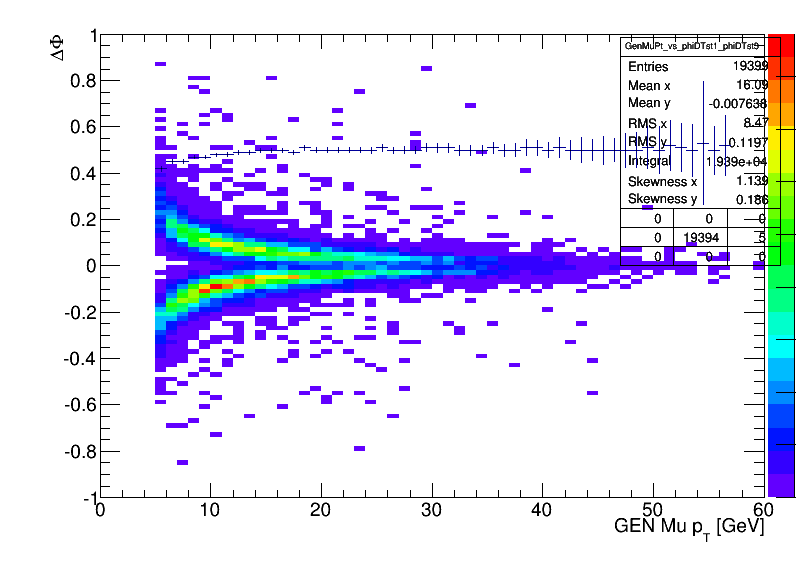 ΔΦ
1
0.8
0.6
0.4
0.2
0
-0.2
-0.4
-0.6
-0.8
-1
GenMuPt_vs_phiDTst1_phiDTst3
Entries 19399
Mean x 16.09
Mean y -0.007638
RMS x 8.47
RMS y 0.1197
Integral 1.939e+04
Skewness x 1.139
Skewness y 0.186
0 0 0
0 19394 5
0 0 0
0 10 20 30 40 50 60
GEN Mu p_T [GeV]